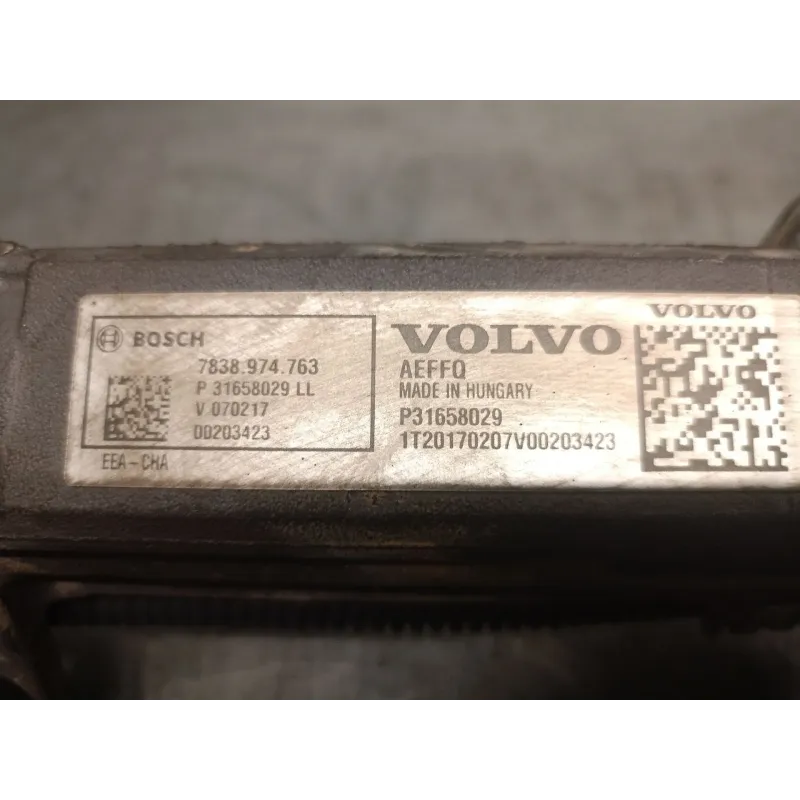 BOSCH
7838.974.763
P 31658029 LL
V 070217
00203423
EEA-CHA
VOLVO
AEFFQ
MADE IN HUNGARY
P31658029
1T20170207V00203423
VOLVO